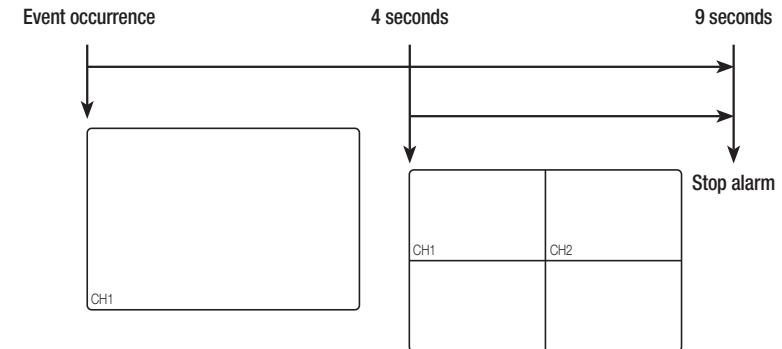 Event occurrence
4 seconds
9 seconds
Stop alarm
CH1
CH2
CH1